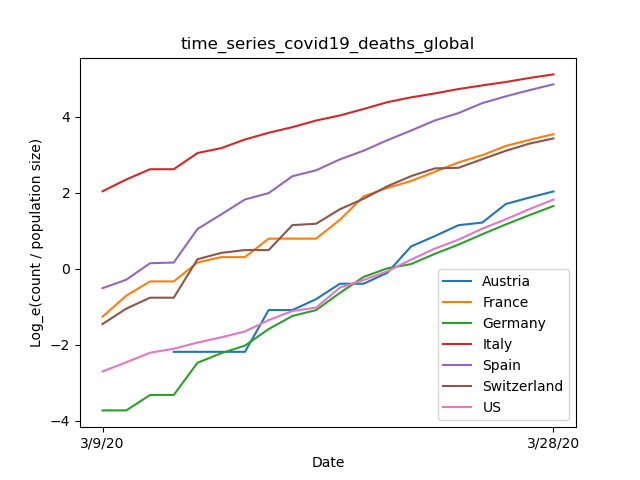 time_series_covid19_deaths_global
Log_e(count / population size)
4
2
0
−2
−4
Austria
France
Germany
Italy
Spain
Switzerland
US
3/9/20
3/28/20
Date